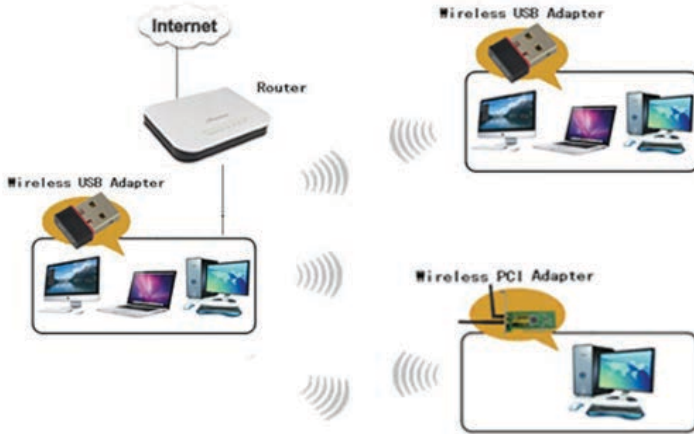 Internet
Wireless USB Adapter
Router
Wireless USB Adapter
Wireless PCI Adapter